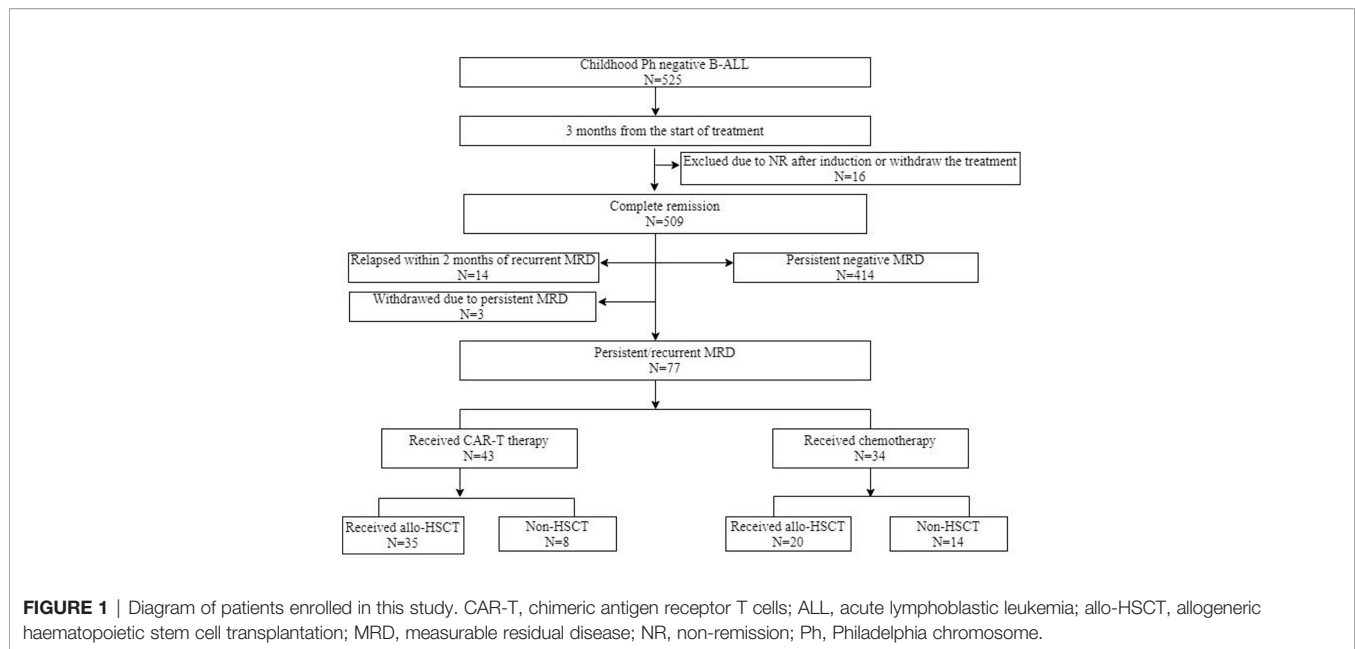 Childhood Ph negative B-ALL
N=525
3 months from the start of treatment
Exclued due to NR after induction or withdraw the treatment
N=16
Complete remission
N=509
Relapsed within 2 months of recurrent MRD
N=14
Persistent negative MRD
N=414
Withdrawed due to persistent MRD
N=3
Persistent/recurrent MRD
N=77
Received CAR-T therapy
N=43
Received chemotherapy
N=34
Received allo-HSCT
N=35
Non-HSCT
N=8
Received allo-HSCT
N=20
Non-HSCT
N=14
FIGURE 1 | Diagram of patients enrolled in this study. CAR-T, chimeric antigen receptor T cells; ALL, acute lymphoblastic leukemia; allo-HSCT, allogeneric
haematopoietic stem cell transplantation; MRD, measurable residual disease; NR, non-remission; Ph, Philadelphia chromosome.